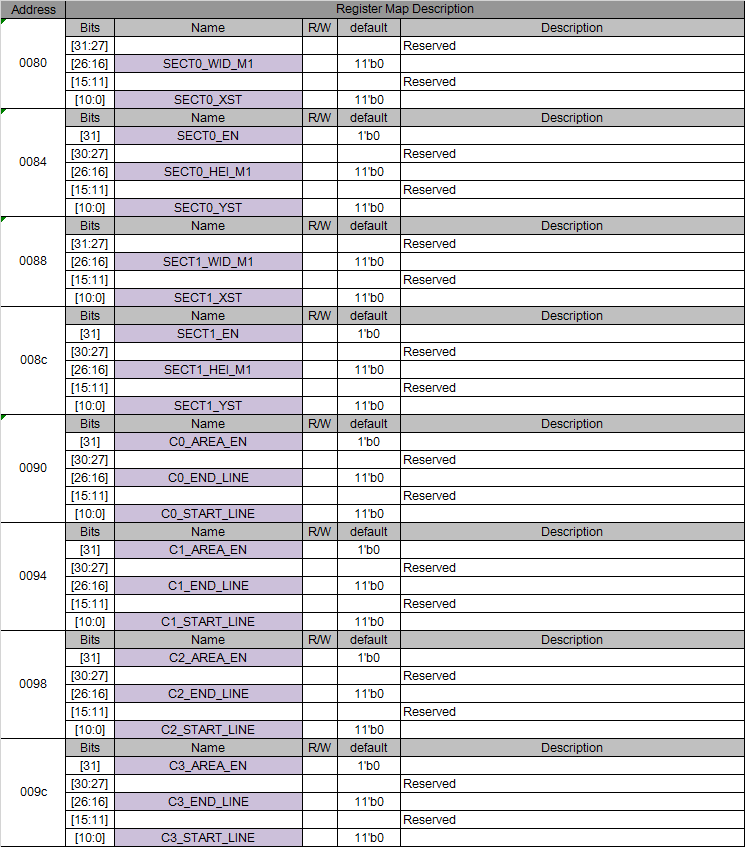 Address Register Map Description
Bits Name R/W default Description
[31:27] Reserved
0080 [26:16] SECT0_WID_M1 11'b0
[15:11] Reserved
[10:0] SECT0_XST 11'b0
Bits Name R/W default Description
[31] SECT0_EN 1'b0
0084 [30:27] Reserved
[26:16] SECT0_HEI_M1 11'b0
[15:11] Reserved
[10:0] SECT0_YST 11'b0
Bits Name R/W default Description
[31:27] Reserved
0088 [26:16] SECT1_WID_M1 11'b0
[15:11] Reserved
[10:0] SECT1_XST 11'b0
Bits Name R/W default Description
[31] SECT1_EN 1'b0
008c [30:27] Reserved
[26:16] SECT1_HEI_M1 11'b0
[15:11] Reserved
[10:0] SECT1_YST 11'b0
Bits Name R/W default Description
[31] C0_AREA_EN 1'b0
0090 [30:27] Reserved
[26:16] C0_END_LINE 11'b0
[15:11] Reserved
[10:0] C0_START_LINE 11'b0
Bits Name R/W default Description
[31] C1_AREA_EN 1'b0
0094 [30:27] Reserved
[26:16] C1_END_LINE 11'b0
[15:11] Reserved
[10:0] C1_START_LINE 11'b0
Bits Name R/W default Description
[31] C2_AREA_EN 1'b0
0098 [30:27] Reserved
[26:16] C2_END_LINE 11'b0
[15:11] Reserved
[10:0] C2_START_LINE 11'b0
Bits Name R/W default Description
[31] C3_AREA_EN 1'b0
009c [30:27] Reserved
[26:16] C3_END_LINE 11'b0
[15:11] Reserved
[10:0] C3_START_LINE 11'b0